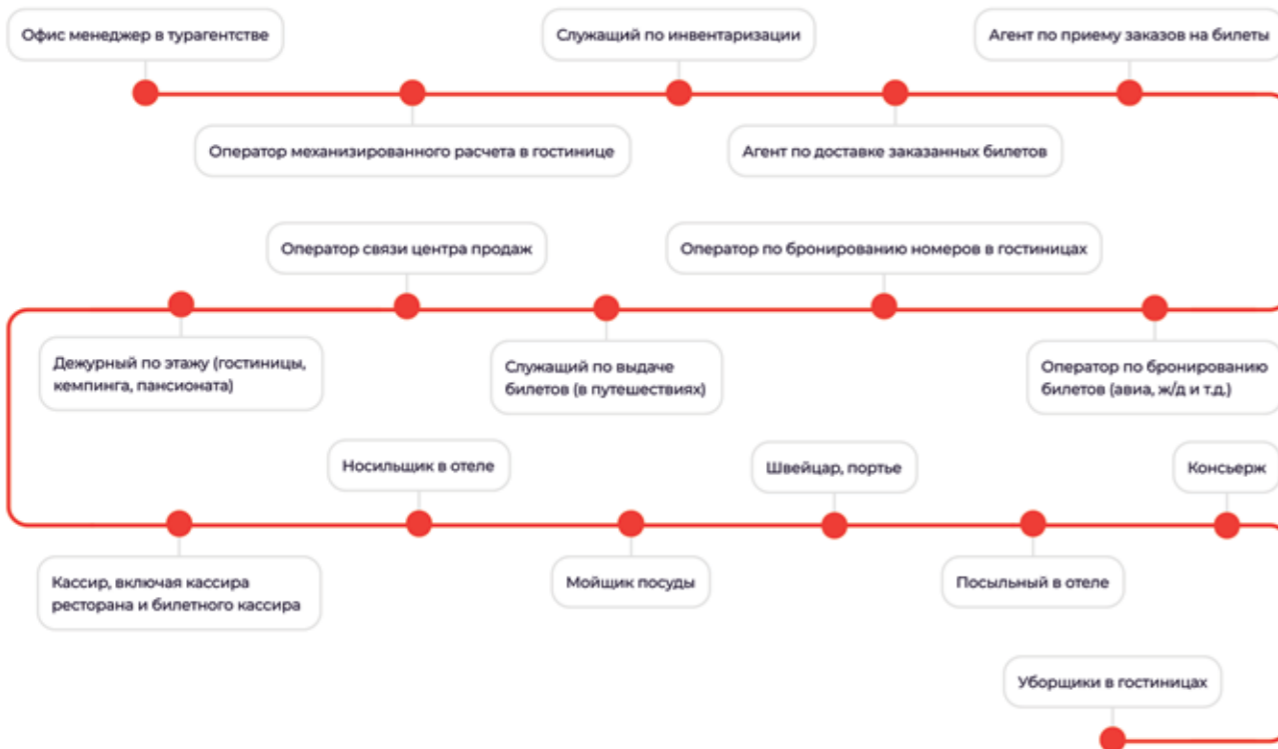 Офис менеджер в турагентстве
Служащий по инвентаризации
Агент по приему заказов на билеты
Оператор механизированного расчета в гостинице
Агент по доставке заказанных билетов
Оператор связи центра продаж
Оператор по бронированию номеров в гостиницах
Дежурный по этажу (гостиницы,
кемпинга, пансионата)
Служащий по выдаче
билетов (в путешествиях)
Оператор по бронированию
билетов (авиа, ж/д и т.д.)
Носильщик в отеле
Швейцар, портье
Консьерж
Кассир, включая кассира
ресторана и билетного кассира
Мойщик посуды
Посыльный в отеле
Уборщики в гостиницах